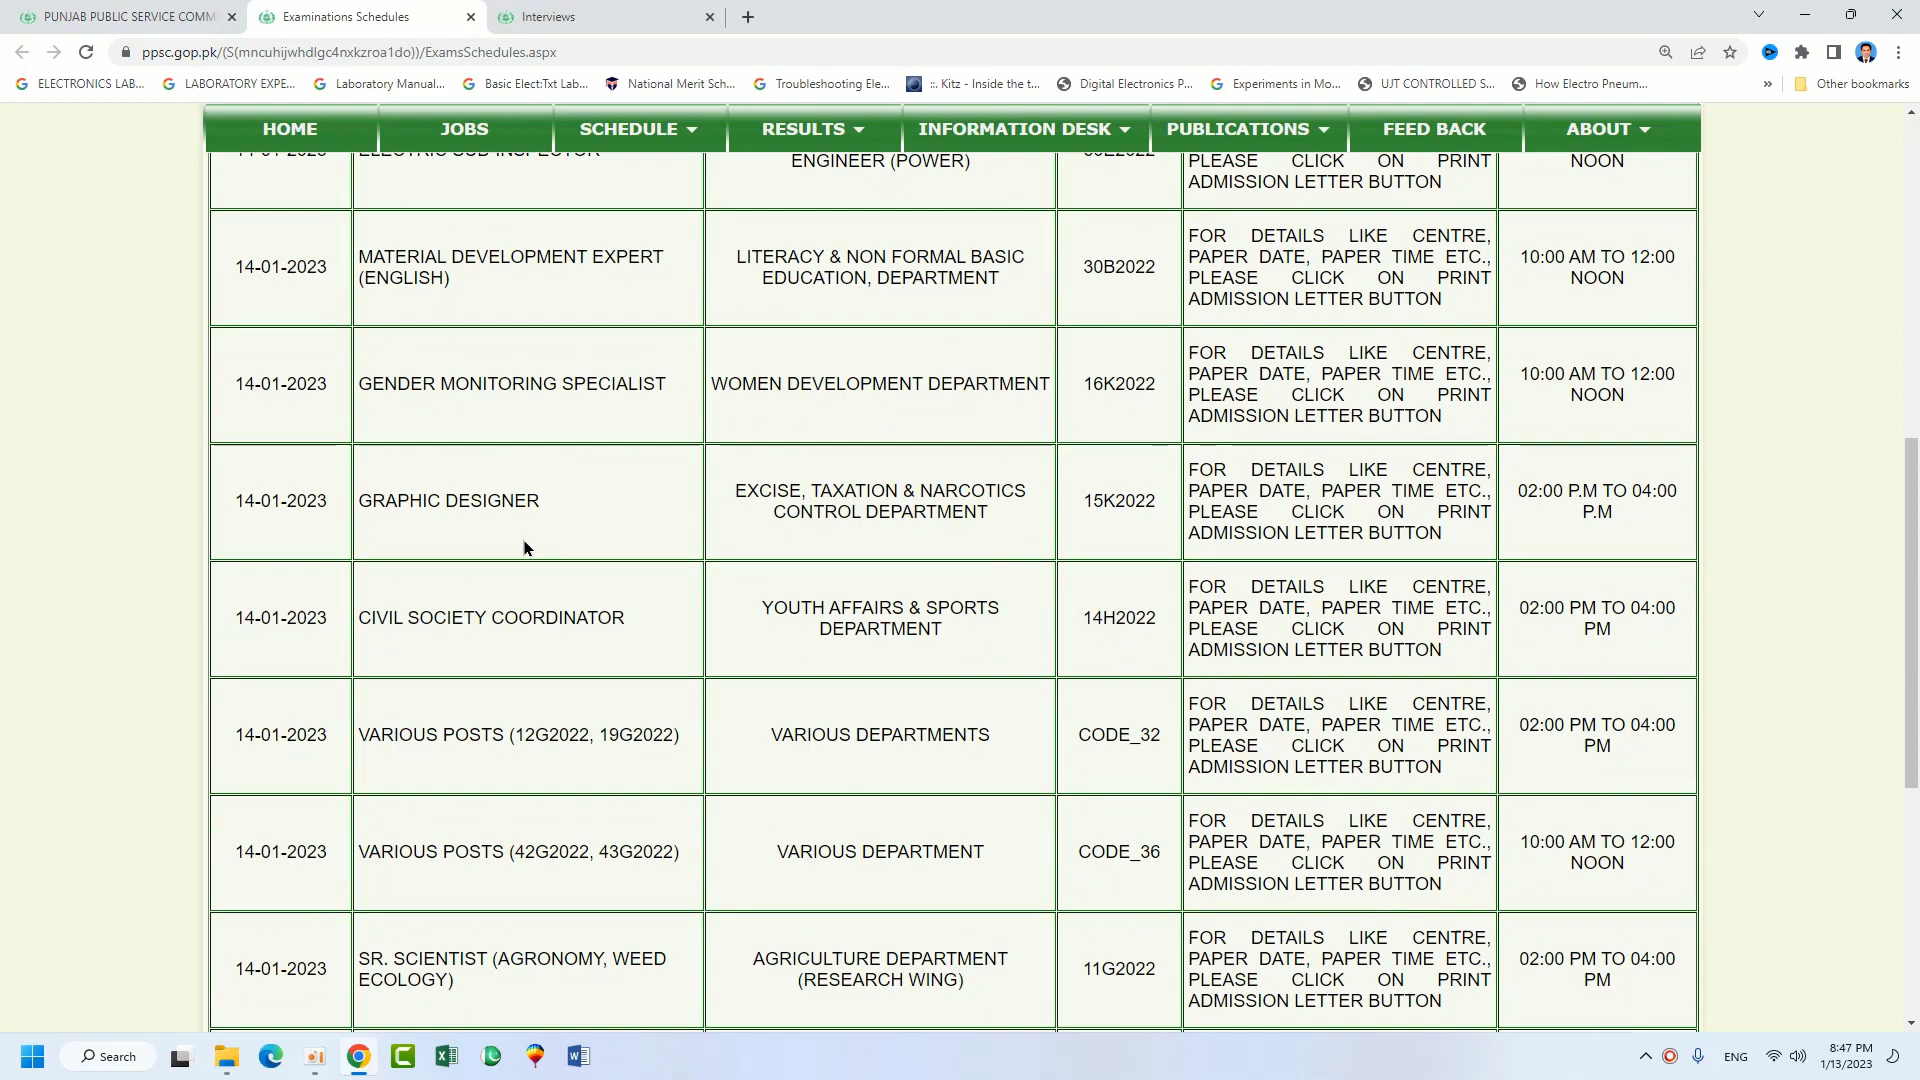 PUNJAB PUBLIC SERVICE COMM
Examinations Schedules
Interviews
ppsc.gop.pk/(S(mncuhijwhdlgc4nxkzroa1do))/ExamsSchedules.aspx
ELECTRONICS LAB...
LABORATORY EXPE...
Laboratory Manual...
Basic Elect:Txt Lab...
National Merit Sch...
Troubleshooting Ele...
::. Kitz - Inside the t...
Digital Electronics P...
Experiments in Mo...
UJT CONTROLLED S...
How Electro Pneum...
»
Other bookmarks
HOME
JOBS
SCHEDULE
RESULTS
INFORMATION DESK
PUBLICATIONS
FEED BACK
ABOUT
ENGINEER (POWER)
PLEASE CLICK ON PRINT
ADMISSION LETTER BUTTON
NOON
14-01-2023
MATERIAL DEVELOPMENT EXPERT
(ENGLISH)
LITERACY & NON FORMAL BASIC
EDUCATION, DEPARTMENT
30B2022
FOR DETAILS LIKE CENTRE,
PAPER DATE, PAPER TIME ETC.,
PLEASE CLICK ON PRINT
ADMISSION LETTER BUTTON
10:00 AM TO 12:00
NOON
14-01-2023
GENDER MONITORING SPECIALIST
WOMEN DEVELOPMENT DEPARTMENT
16K2022
FOR DETAILS LIKE CENTRE,
PAPER DATE, PAPER TIME ETC.,
PLEASE CLICK ON PRINT
ADMISSION LETTER BUTTON
10:00 AM TO 12:00
NOON
14-01-2023
GRAPHIC DESIGNER
EXCISE, TAXATION & NARCOTICS
CONTROL DEPARTMENT
15K2022
FOR DETAILS LIKE CENTRE,
PAPER DATE, PAPER TIME ETC.,
PLEASE CLICK ON PRINT
ADMISSION LETTER BUTTON
02:00 P.M TO 04:00
P.M
14-01-2023
CIVIL SOCIETY COORDINATOR
YOUTH AFFAIRS & SPORTS
DEPARTMENT
14H2022
FOR DETAILS LIKE CENTRE,
PAPER DATE, PAPER TIME ETC.,
PLEASE CLICK ON PRINT
ADMISSION LETTER BUTTON
02:00 PM TO 04:00
PM
14-01-2023
VARIOUS POSTS (12G2022, 19G2022)
VARIOUS DEPARTMENTS
CODE_32
FOR DETAILS LIKE CENTRE,
PAPER DATE, PAPER TIME ETC.,
PLEASE CLICK ON PRINT
ADMISSION LETTER BUTTON
02:00 PM TO 04:00
PM
14-01-2023
VARIOUS POSTS (42G2022, 43G2022)
VARIOUS DEPARTMENT
CODE_36
FOR DETAILS LIKE CENTRE,
PAPER DATE, PAPER TIME ETC.,
PLEASE CLICK ON PRINT
ADMISSION LETTER BUTTON
10:00 AM TO 12:00
NOON
14-01-2023
SR. SCIENTIST (AGRONOMY, WEED
ECOLOGY)
AGRICULTURE DEPARTMENT
(RESEARCH WING)
11G2022
FOR DETAILS LIKE CENTRE,
PAPER DATE, PAPER TIME ETC.,
PLEASE CLICK ON PRINT
ADMISSION LETTER BUTTON
02:00 PM TO 04:00
PM
Search
ENG
8:47 PM
1/13/2023